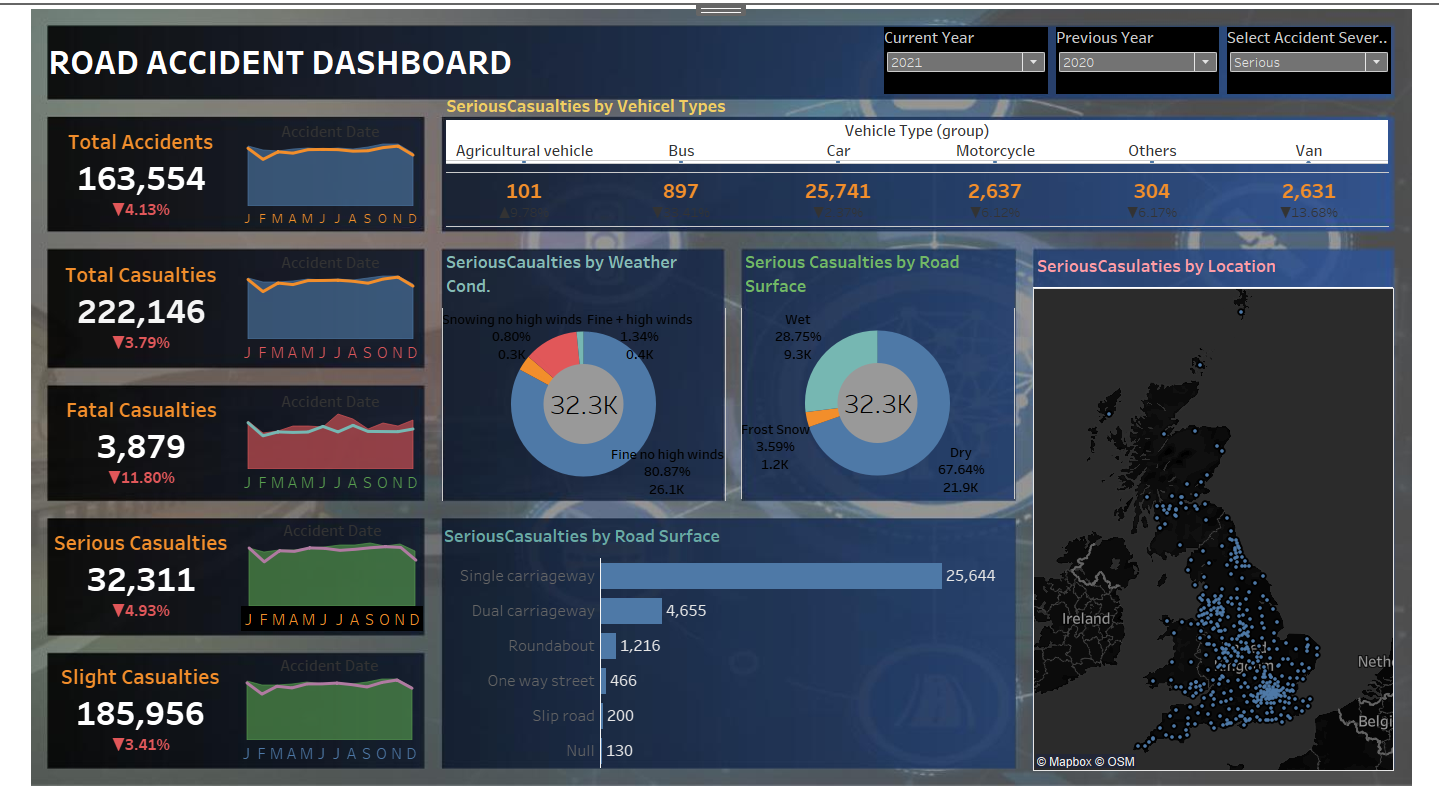 ROAD ACCIDENT DASHBOARD
Current Year
2021
Previous Year
2020
Select Accident Sever..
Serious
Total Accidents
163,554
▼4.13%
Accident Date
J F M A M J J A S O N D
Total Casualties
222,146
▼3.79%
Accident Date
J F M A M J J A S O N D
Fatal Casualties
3,879
▼11.80%
Accident Date
J F M A M J J A S O N D
Serious Casualties
32,311
▼4.93%
Accident Date
J F M A M J J A S O N D
Slight Casualties
185,956
▼3.41%
Accident Date
J F M A M J J A S O N D
SeriousCasualties by Vehicel Types
Vehicle Type (group)
Agricultural vehicle Bus Car Motorcycle Others Van
101 897 25,741 2,637 304 2,631
▲9.78% ▼6.12% ▼6.17% ▼13.68%
SeriousCaualties by Weather
Cond.
Snowing no high winds
0.80%
0.3K
Fine + high winds
1.34%
0.4K
32.3K
Fine no high winds
80.87%
26.1K
Serious Casualties by Road
Surface
Wet
28.75%
9.3K
32.3K
Frost Snow
3.59%
1.2K
Dry
67.64%
21.9K
SeriousCasualties by Road Surface
Single carriageway 25,644
Dual carriageway 4,655
Roundabout 1,216
One way street 466
Slip road 200
Null 130
SeriousCasulaties by Location
Ireland
Kingdom
Neth
Belgi
© Mapbox © OSM